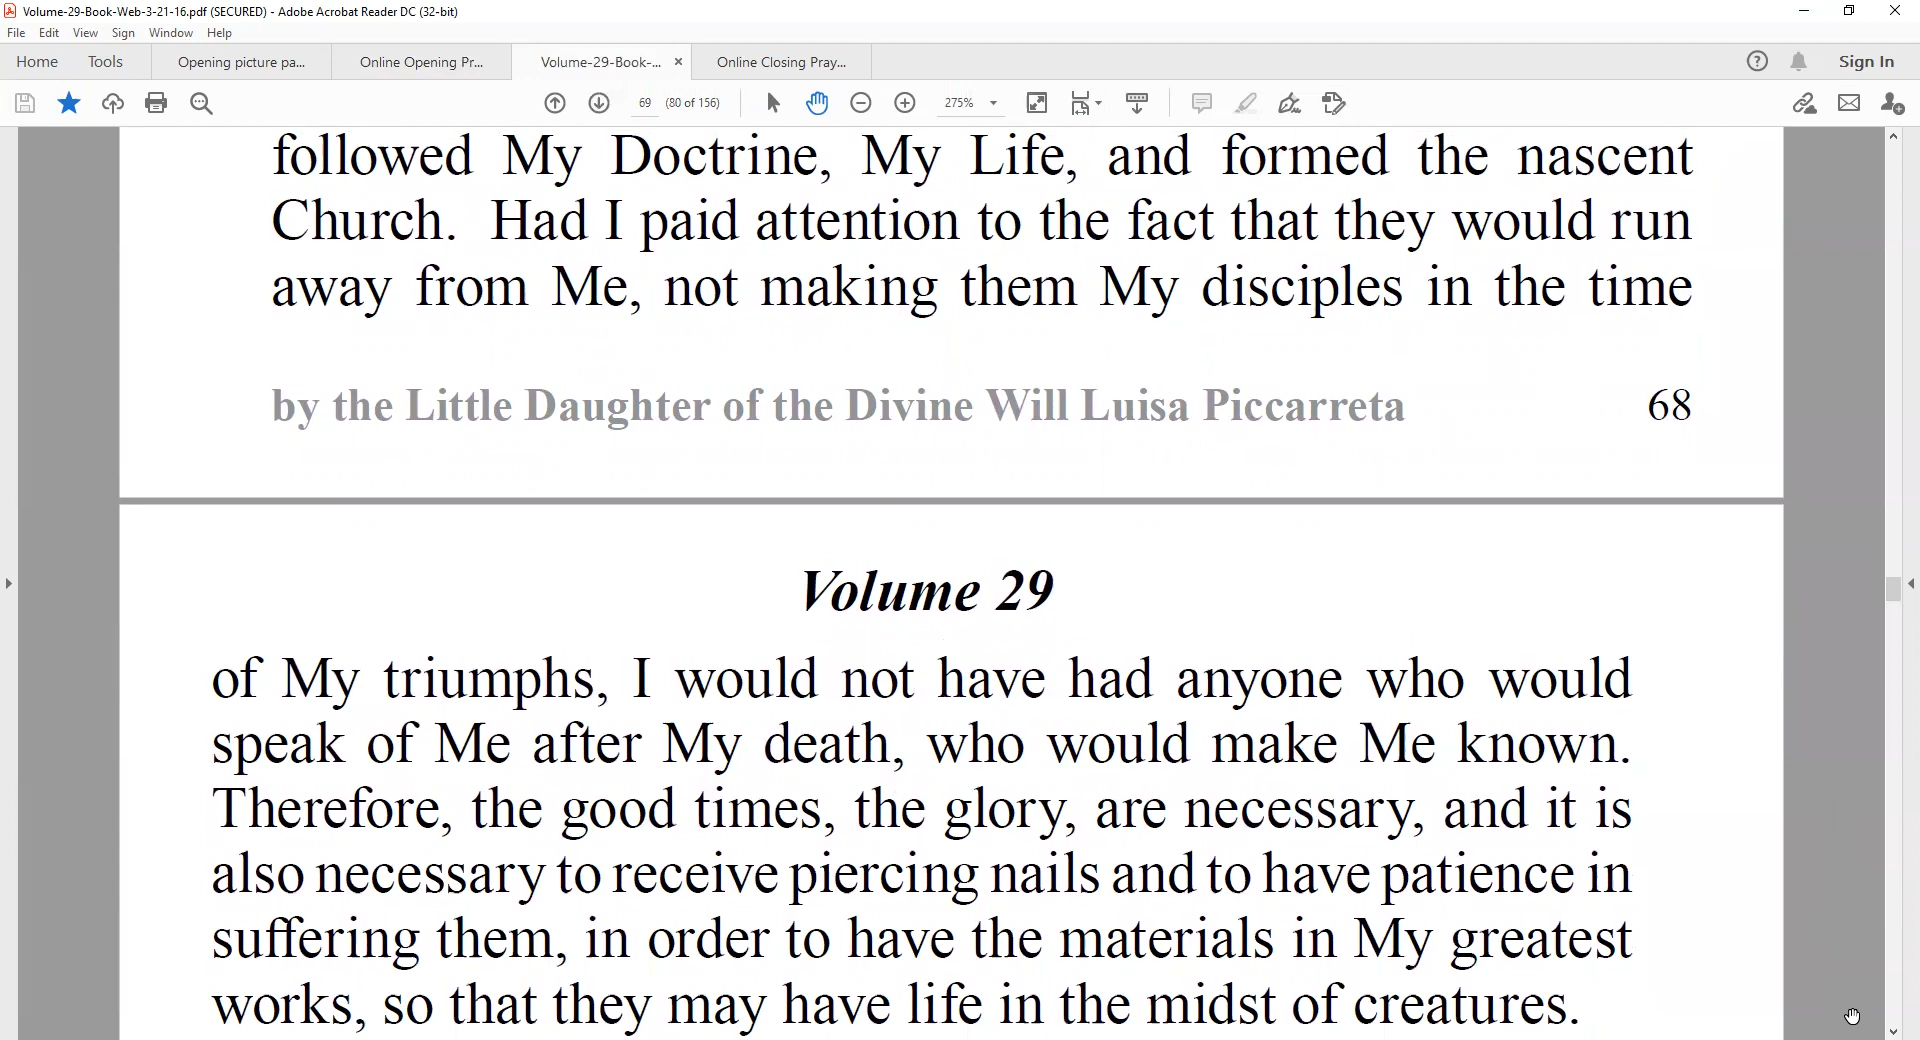 Volume-29-Book-Web-3-21-16.pdf (SECURED) - Adobe Acrobat Reader DC (32-bit)
File Edit View Sign Window Help
Home Tools Opening picture pa... Online Opening Pr... Volume-29-Book-... × Online Closing Pray... Sign In
69 (80 of 156) 275%
followed My Doctrine, My Life, and formed the nascent
Church. Had I paid attention to the fact that they would run
away from Me, not making them My disciples in the time
by the Little Daughter of the Divine Will Luisa Piccarreta 68
Volume 29
of My triumphs, I would not have had anyone who would
speak of Me after My death, who would make Me known.
Therefore, the good times, the glory, are necessary, and it is
also necessary to receive piercing nails and to have patience in
suffering them, in order to have the materials in My greatest
works, so that they may have life in the midst of creatures.